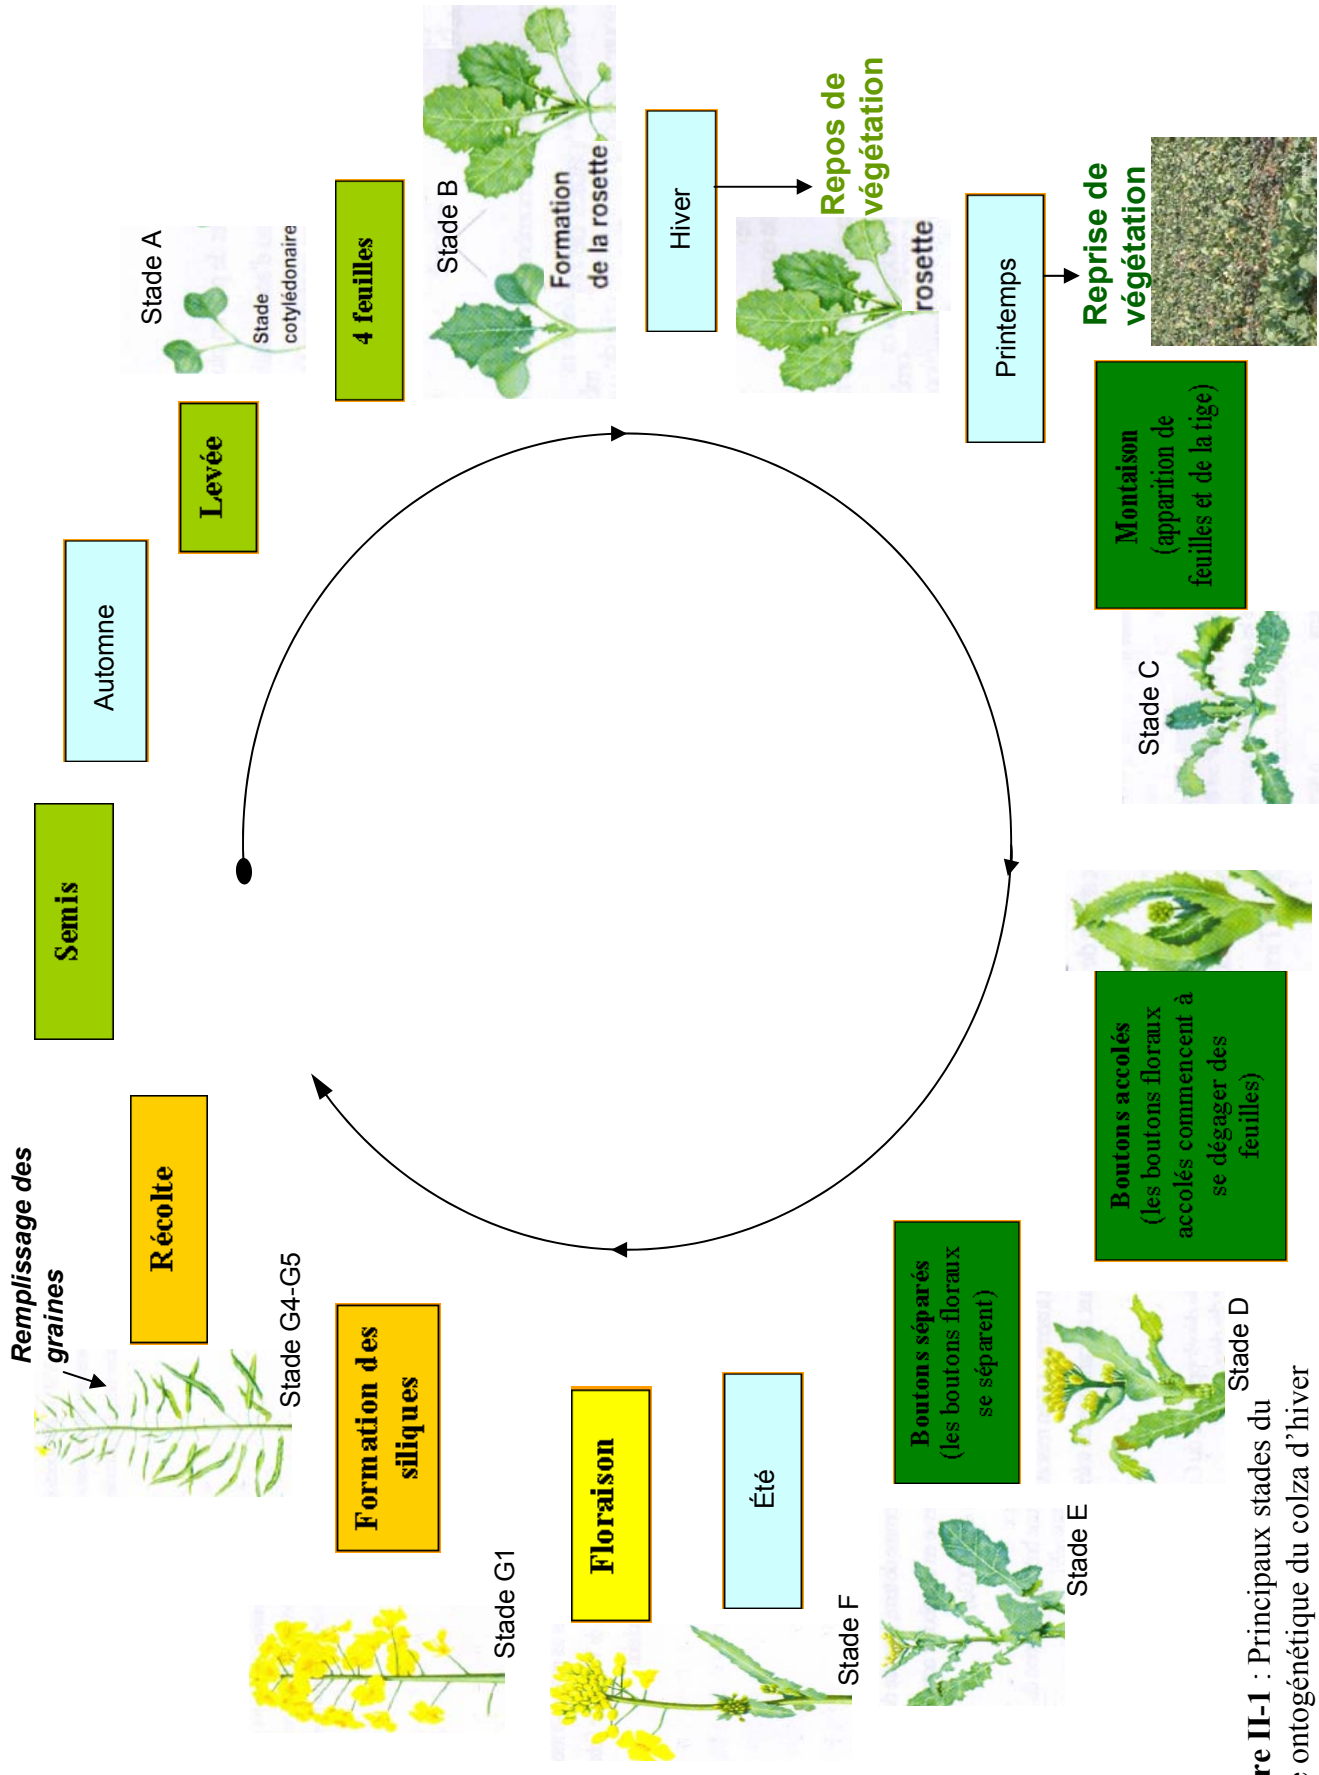 Semis
Automne
Levée
Stade A
Stade
cotylédonaire
4 feuilles
Stade B
Formation
de la rosette
Hiver
Repos de
végétation
rosette
Printemps
Reprise de
végétation
Montaison
(apparition de
feuilles et de la tige)
Stade C
Boutons accolés
(les boutons floraux
accolés commencent à
se dégager des
feuilles)
Stade D
Boutons séparés
(les boutons floraux
se séparent)
Stade E
Été
Floraison
Stade F
Formation des
siliques
Stade G1
Récolte
Remplissage des
graines
Stade G4-G5
re II-1 : Principaux stades du
e ontogénétique du colza d’hiver